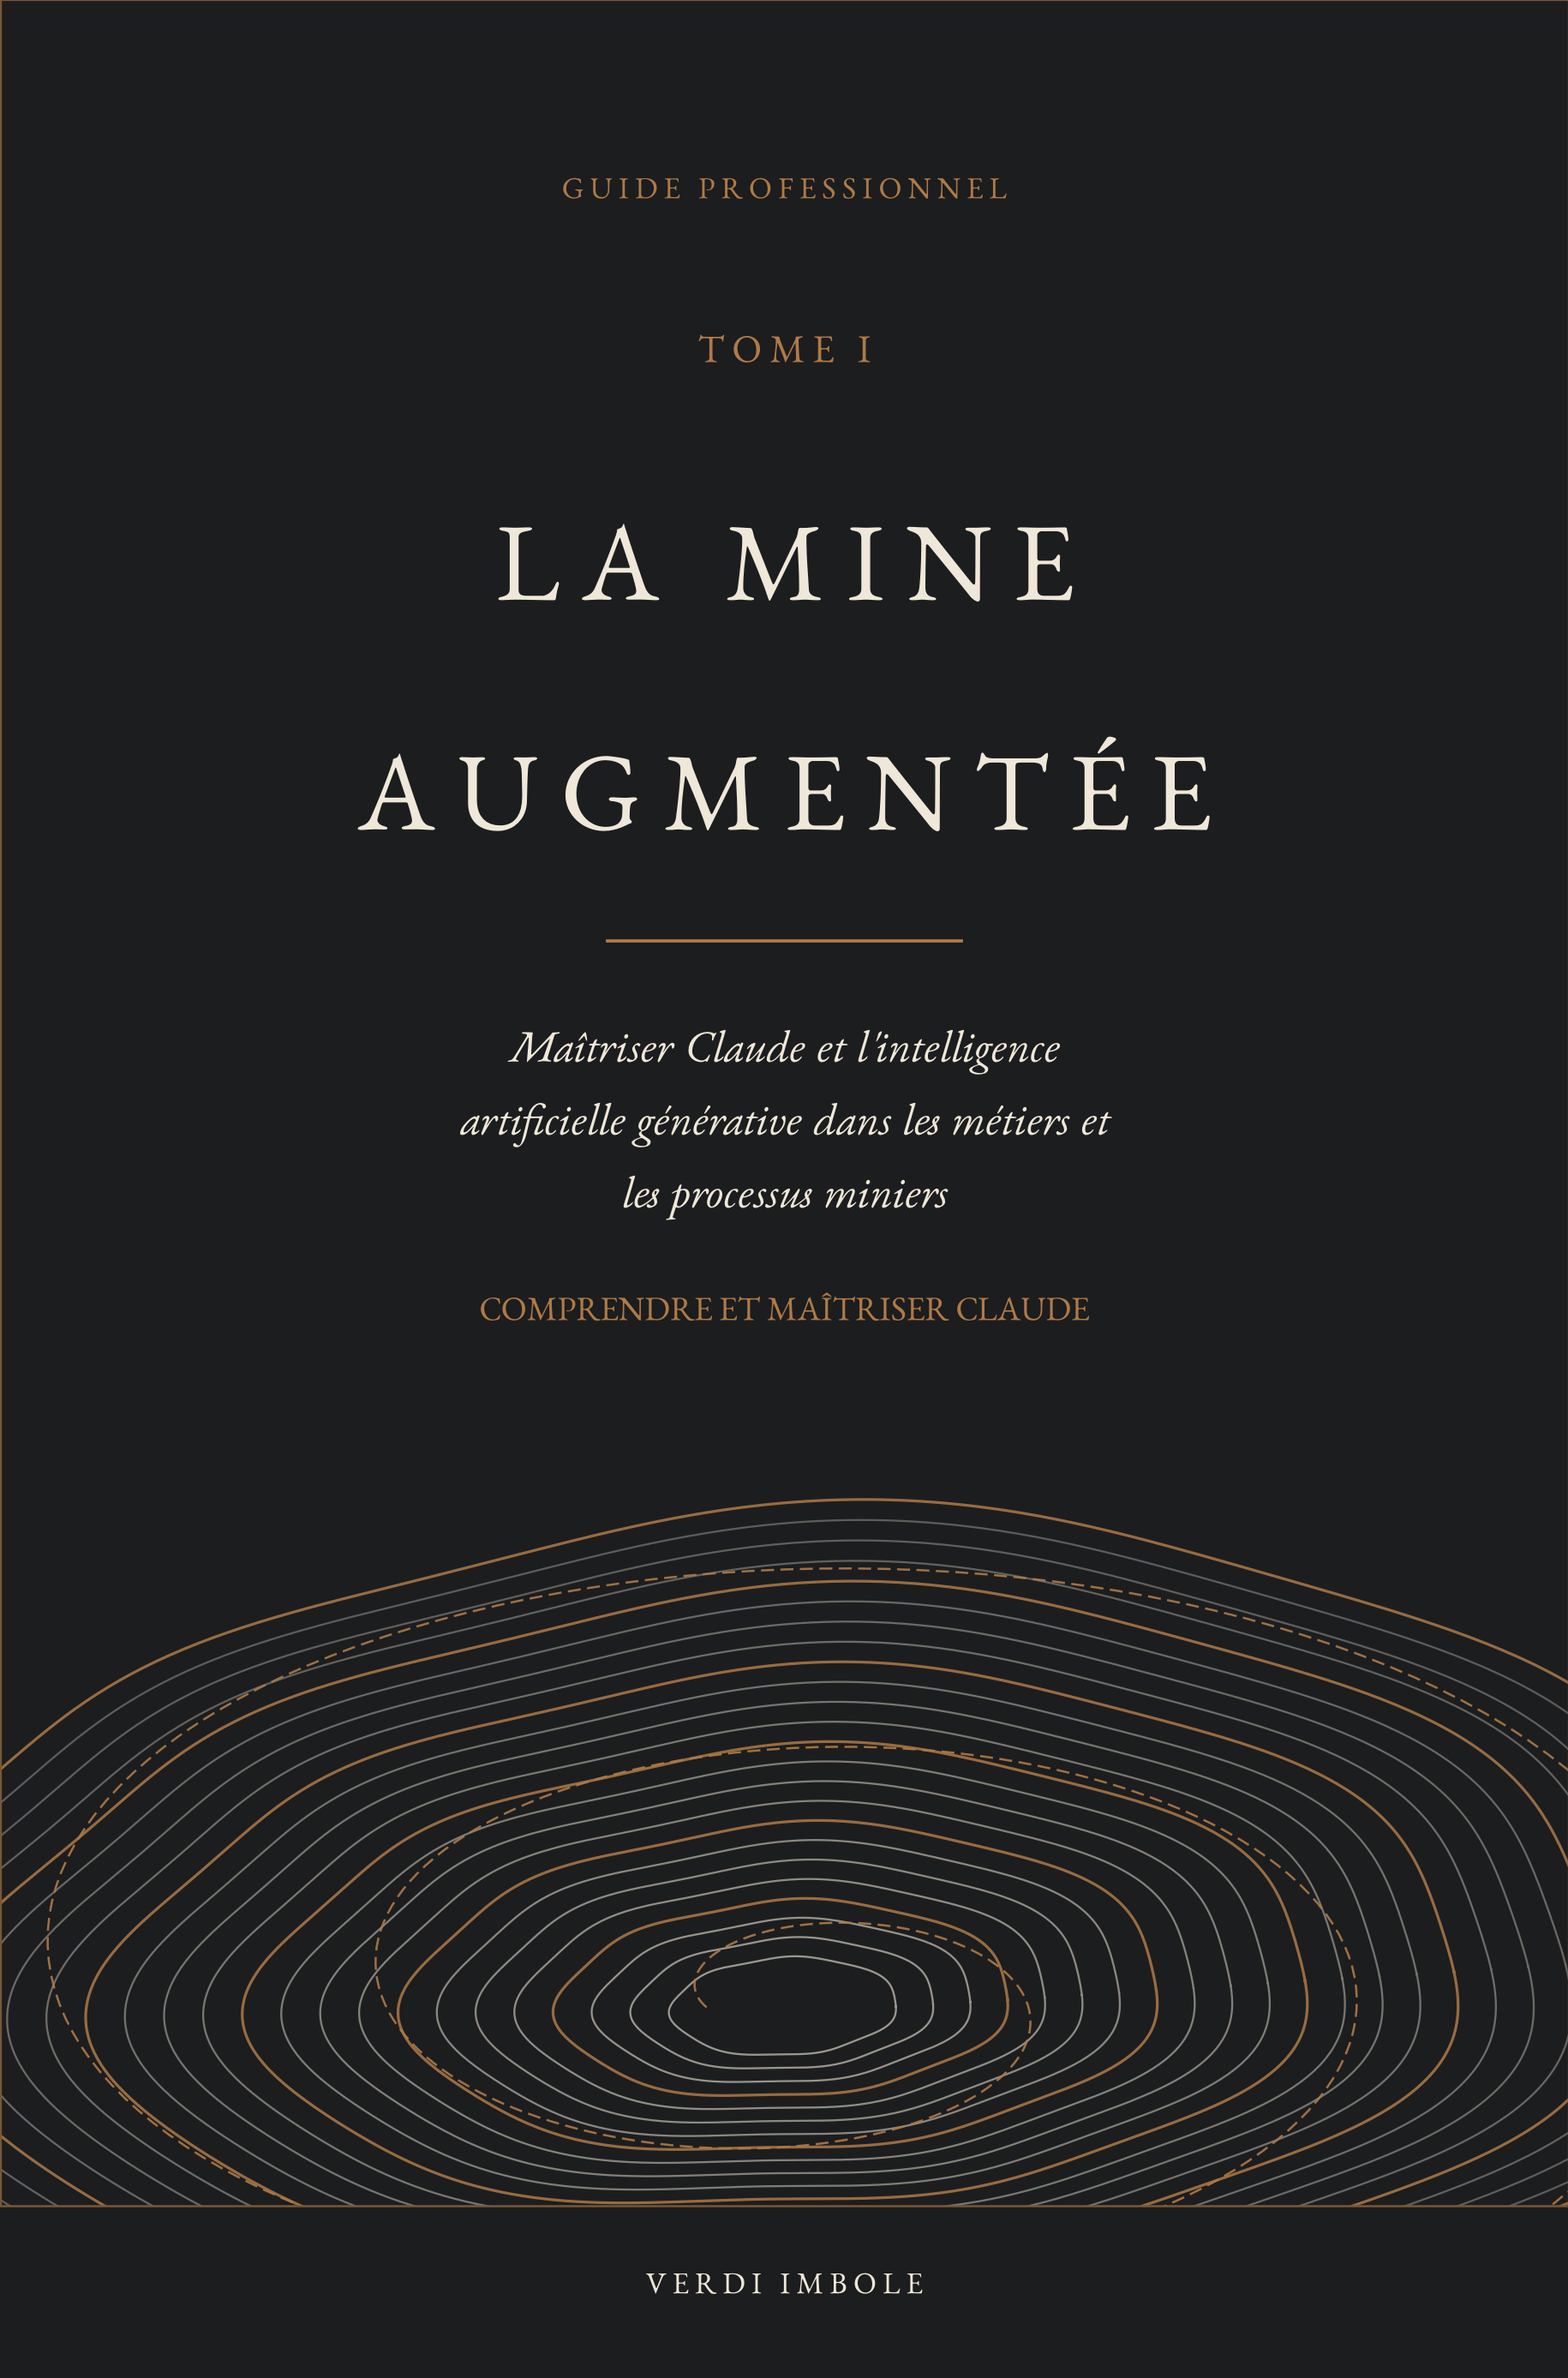 GUIDE PROFESSIONNEL
TOME I
LA MINE
AUGMENTÉE
Maîtriser Claude et l'intelligence
artificielle générative dans les métiers et
les processus miniers
COMPRENDRE ET MAÎTRISER CLAUDE
VERDI IMBOLE